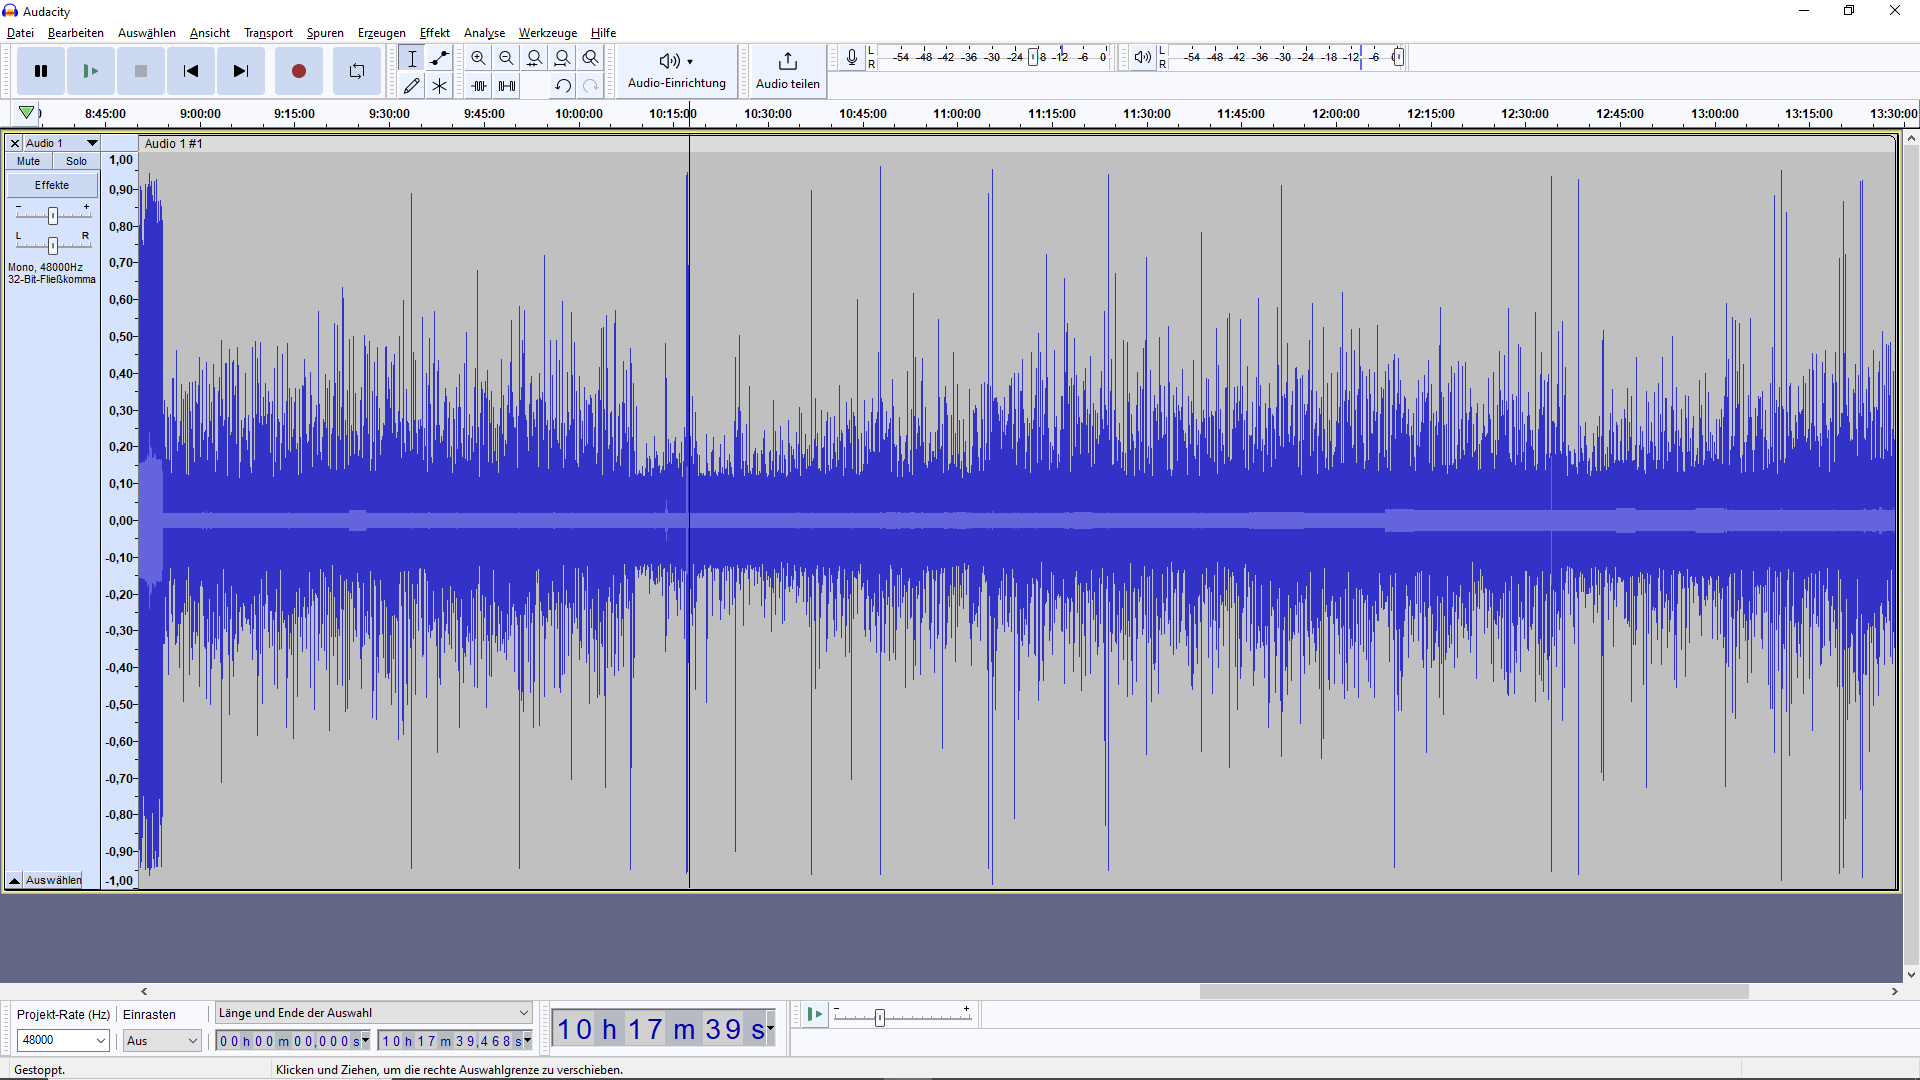 Audacity
Datei Bearbeiten Auswählen Ansicht Transport Spuren Erzeugen Effekt Analyse Werkzeuge Hilfe
Audio-Einrichtung
Audio teilen
L
R
-54 -48 -42 -36 -30 -24 8 -12 -6 0
L
R
-54 -48 -42 -36 -30 -24 -18 -12 -6
8:45:00 9:00:00 9:15:00 9:30:00 9:45:00 10:00:00 10:15:00 10:30:00 10:45:00 11:00:00 11:15:00 11:30:00 11:45:00 12:00:00 12:15:00 12:30:00 12:45:00 13:00:00 13:15:00 13:30:00
Audio 1
Audio 1 #1
Mute Solo
Effekte
- +
L R
Mono, 48000Hz
32-Bit-Fließkomma
Auswählen
1,00
0,90
0,80
0,70
0,60
0,50
0,40
0,30
0,20
0,10
0,00
-0,10
-0,20
-0,30
-0,40
-0,50
-0,60
-0,70
-0,80
-0,90
-1,00
Projekt-Rate (Hz) Einrasten Länge und Ende der Auswahl
48000 Aus 00h00m00,000s 10h17m39,468s
10 h 17 m 39 s
- +
Gestoppt. Klicken und Ziehen, um die rechte Auswahlgrenze zu verschieben.